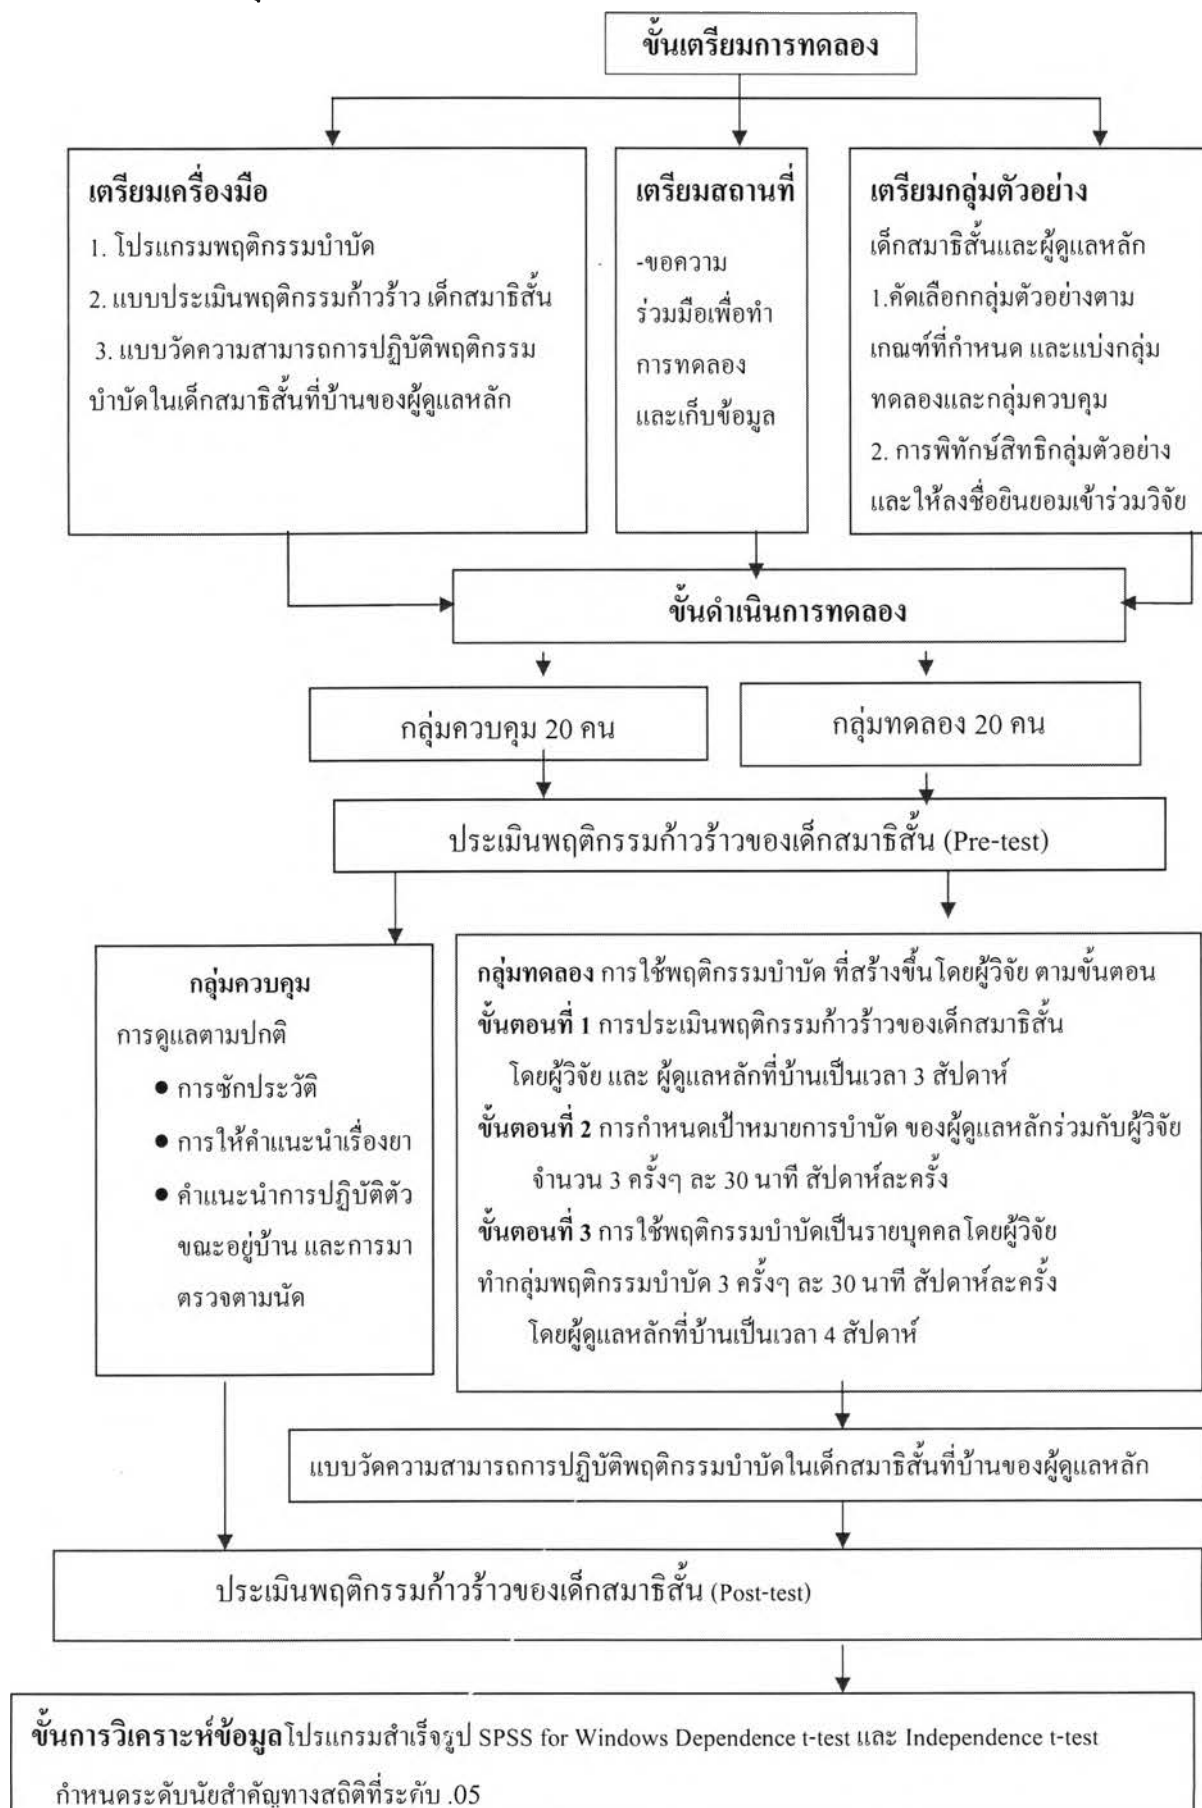 ขั้นเตรียมการทดลอง
เตรียมเครื่องมือ
1. โปรแกรมพฤติกรรมบำบัด
2. แบบประเมินพฤติกรรมก้าวร้าว เด็กสมาธิสั้น
3. แบบวัดความสามารถการปฏิบัติพฤติกรรม
บำบัดในเด็กสมาธิสั้นที่บ้านของผู้ดูแลหลัก
เตรียมสถานที่
-ขอความ
ร่วมมือเพื่อทำ
การทดลอง
และเก็บข้อมูล
เตรียมกลุ่มตัวอย่าง
เด็กสมาธิสั้นและผู้ดูแลหลัก
1.คัดเลือกกลุ่มตัวอย่างตาม
เกณฑ์ที่กำหนด และแบ่งกลุ่ม
ทดลองและกลุ่มควบคุม
2. การพิทักษ์สิทธิกลุ่มตัวอย่าง
และให้ลงชื่อยินยอมเข้าร่วมวิจัย
ขั้นดำเนินการทดลอง
กลุ่มควบคุม 20 คน
กลุ่มทดลอง 20 คน
ประเมินพฤติกรรมก้าวร้าวของเด็กสมาธิสั้น (Pre-test)
กลุ่มควบคุม
การดูแลตามปกติ
● การซักประวัติ
● การให้คำแนะนำเรื่องยา
● คำแนะนำการปฏิบัติตัว
ขณะอยู่บ้าน และการมา
ตรวจตามนัด
กลุ่มทดลอง การใช้พฤติกรรมบำบัด ที่สร้างขึ้นโดยผู้วิจัย ตามขั้นตอน
ขั้นตอนที่ 1 การประเมินพฤติกรรมก้าวร้าวของเด็กสมาธิสั้น
โดยผู้วิจัย และ ผู้ดูแลหลักที่บ้านเป็นเวลา 3 สัปดาห์
ขั้นตอนที่ 2 การกำหนดเป้าหมายการบำบัด ของผู้ดูแลหลักร่วมกับผู้วิจัย
จำนวน 3 ครั้งๆ ละ 30 นาที สัปดาห์ละครั้ง
ขั้นตอนที่ 3 การใช้พฤติกรรมบำบัดเป็นรายบุคคลโดยผู้วิจัย
ทำกลุ่มพฤติกรรมบำบัด 3 ครั้งๆ ละ 30 นาที สัปดาห์ละครั้ง
โดยผู้ดูแลหลักที่บ้านเป็นเวลา 4 สัปดาห์
แบบวัดความสามารถการปฏิบัติพฤติกรรมบำบัดในเด็กสมาธิสั้นที่บ้านของผู้ดูแลหลัก
ประเมินพฤติกรรมก้าวร้าวของเด็กสมาธิสั้น (Post-test)
ขั้นการวิเคราะห์ข้อมูลโปรแกรมสำเร็จรูป SPSS for Windows Dependence t-test และ Independence t-test
กำหนดระดับนัยสำคัญทางสถิติที่ระดับ .05